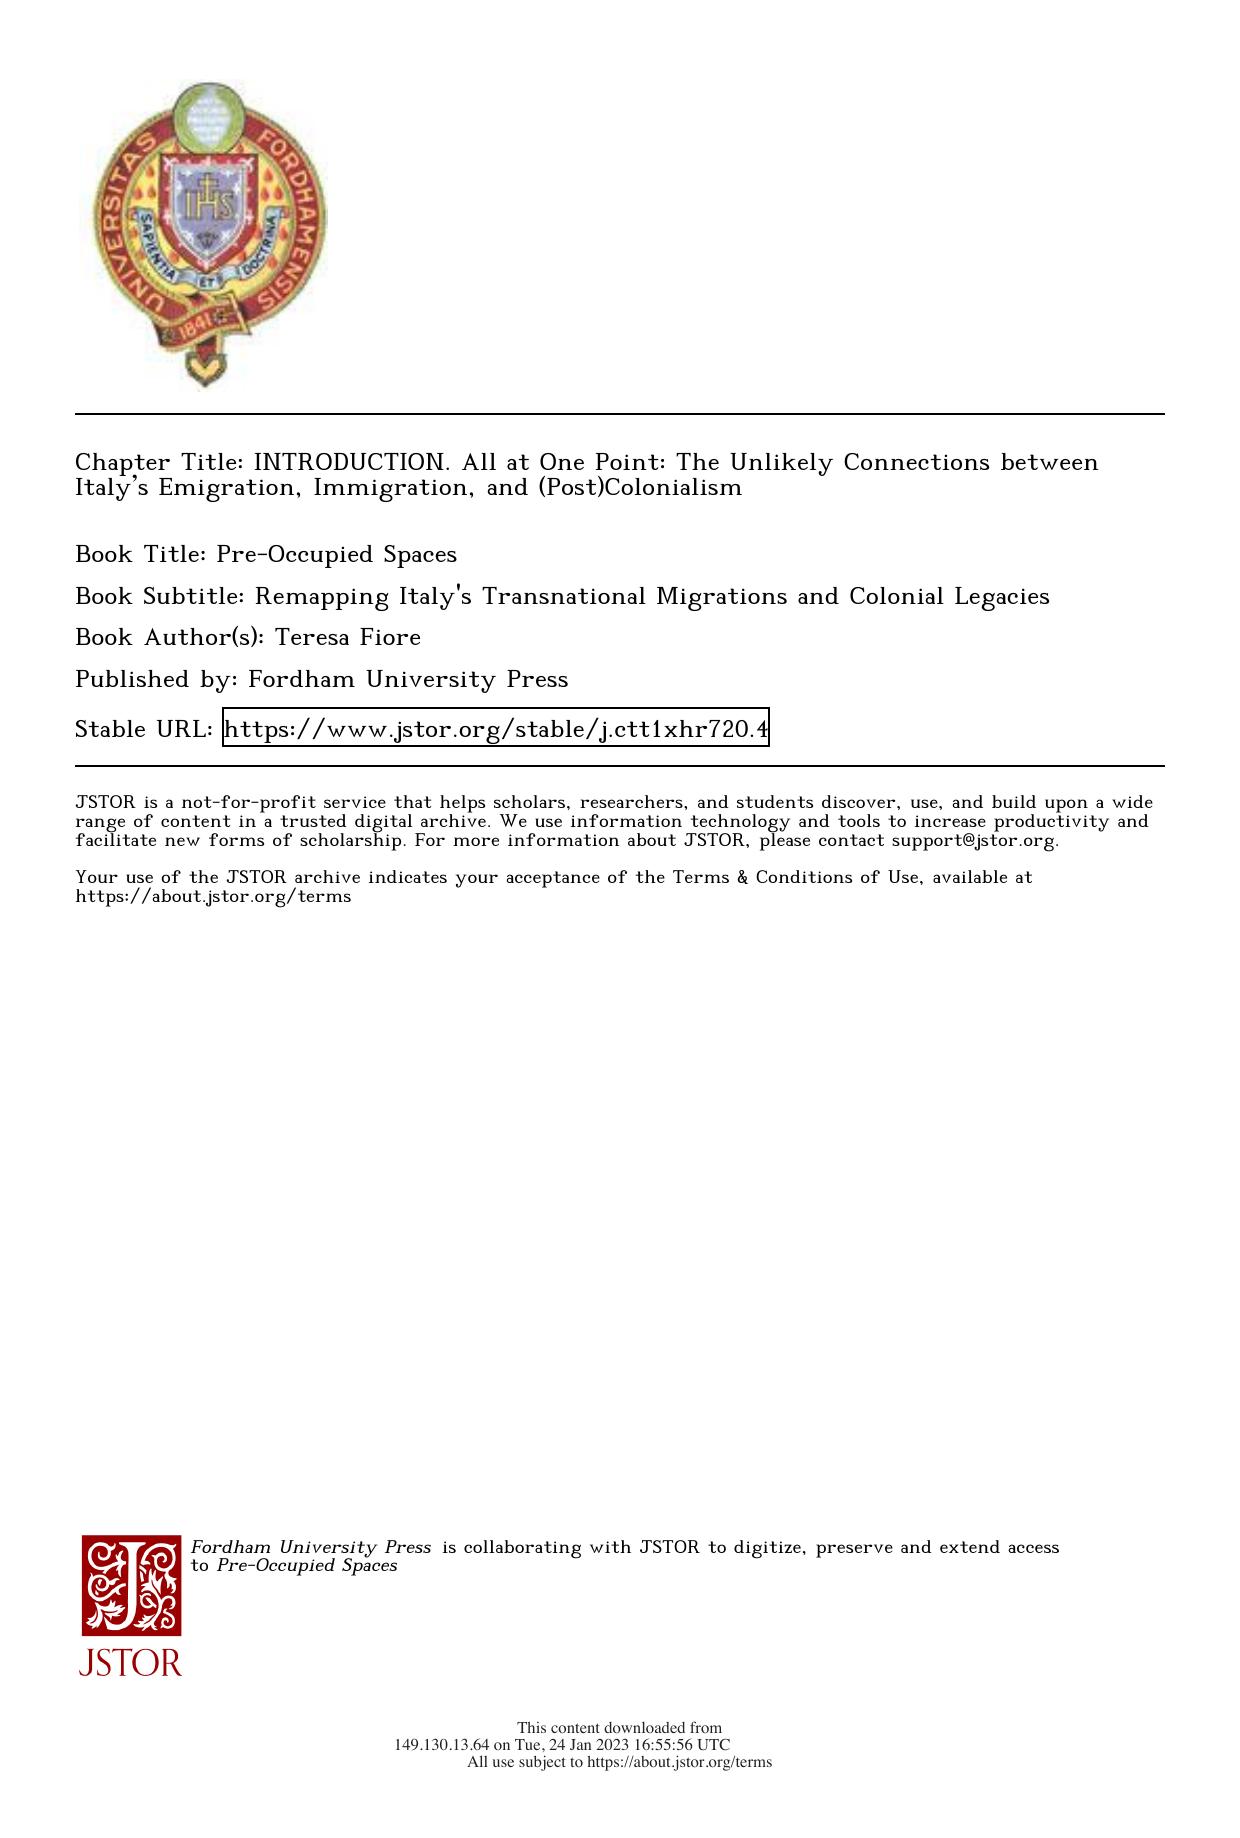 UNIVERSITAS FORDHAMENSIS
IHS
SAPIENTIA ET DOCTRINA
1841
Chapter Title: INTRODUCTION. All at One Point: The Unlikely Connections between
Italy’s Emigration, Immigration, and (Post)Colonialism
Book Title: Pre-Occupied Spaces
Book Subtitle: Remapping Italy's Transnational Migrations and Colonial Legacies
Book Author(s): Teresa Fiore
Published by: Fordham University Press
Stable URL: https://www.jstor.org/stable/j.ctt1xhr720.4
JSTOR is a not-for-profit service that helps scholars, researchers, and students discover, use, and build upon a wide
range of content in a trusted digital archive. We use information technology and tools to increase productivity and
facilitate new forms of scholarship. For more information about JSTOR, please contact support@jstor.org.
Your use of the JSTOR archive indicates your acceptance of the Terms & Conditions of Use, available at
https://about.jstor.org/terms
Fordham University Press is collaborating with JSTOR to digitize, preserve and extend access
to Pre-Occupied Spaces
J
JSTOR
This content downloaded from
149.130.13.64 on Tue, 24 Jan 2023 16:55:56 UTC
All use subject to https://about.jstor.org/terms